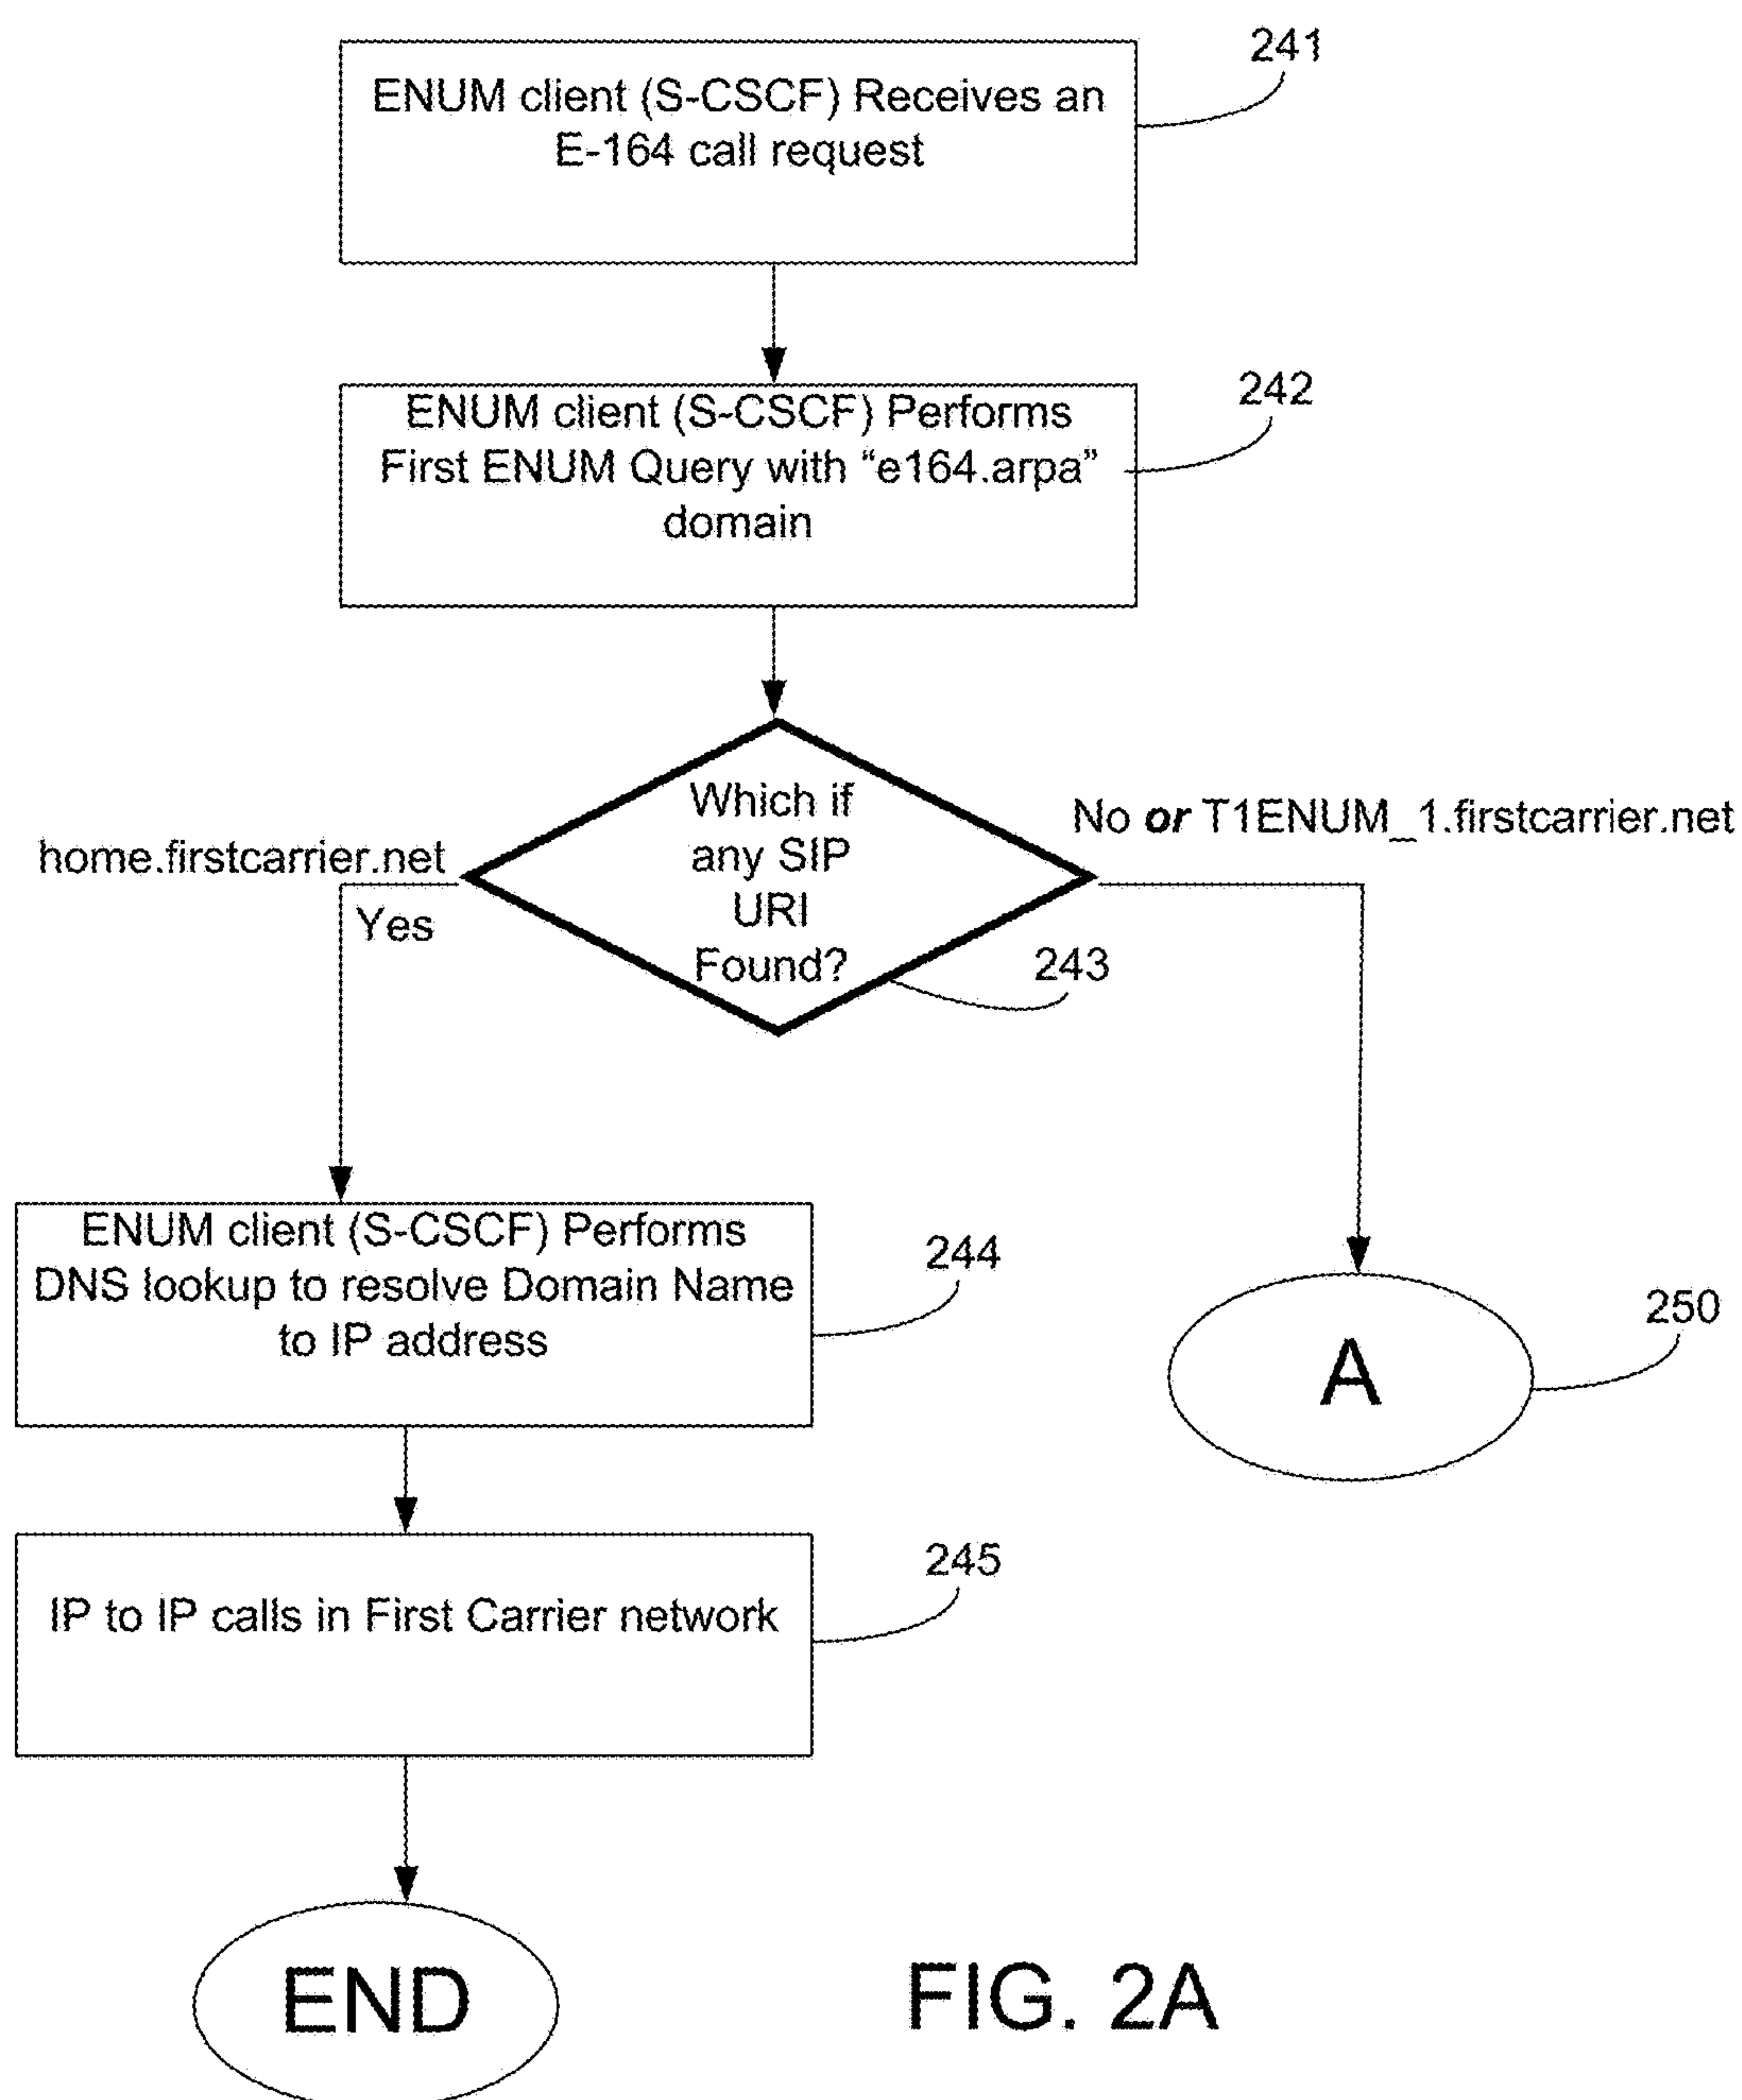 241
ENUM client (S-CSCF) Receives an
E-164 call request
242
ENUM client (S-CSCF) Performs
First ENUM Query with “e164.arpa”
domain
Which if
any SIP
URI
Found?
No or T1ENUM_1.firstcarrier.net
home.firstcarrier.net
Yes
243
ENUM client (S-CSCF) Performs
DNS lookup to resolve Domain Name
to IP address
244
A
250
IP to IP calls in First Carrier network
245
END
FIG. 2A